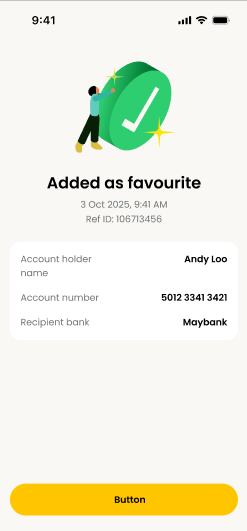 9:41
Added as favourite
3 Oct 2025, 9:41 AM
Ref ID: 106713456
Account holder name Andy Loo
Account number 5012 3341 3421
Recipient bank Maybank
Button